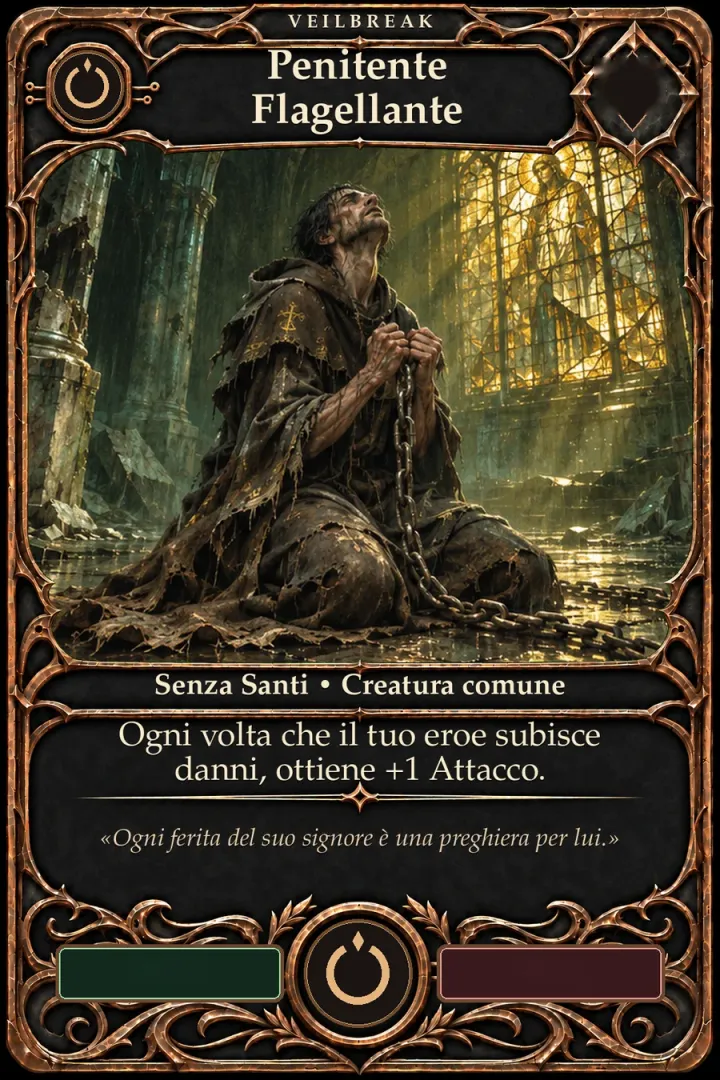 VEILBREAK
Penitente
Flagellante
Senza Santi • Creatura comune
Ogni volta che il tuo eroe subisce
danni, ottiene +1 Attacco.
«Ogni ferita del suo signore è una preghiera per lui.»